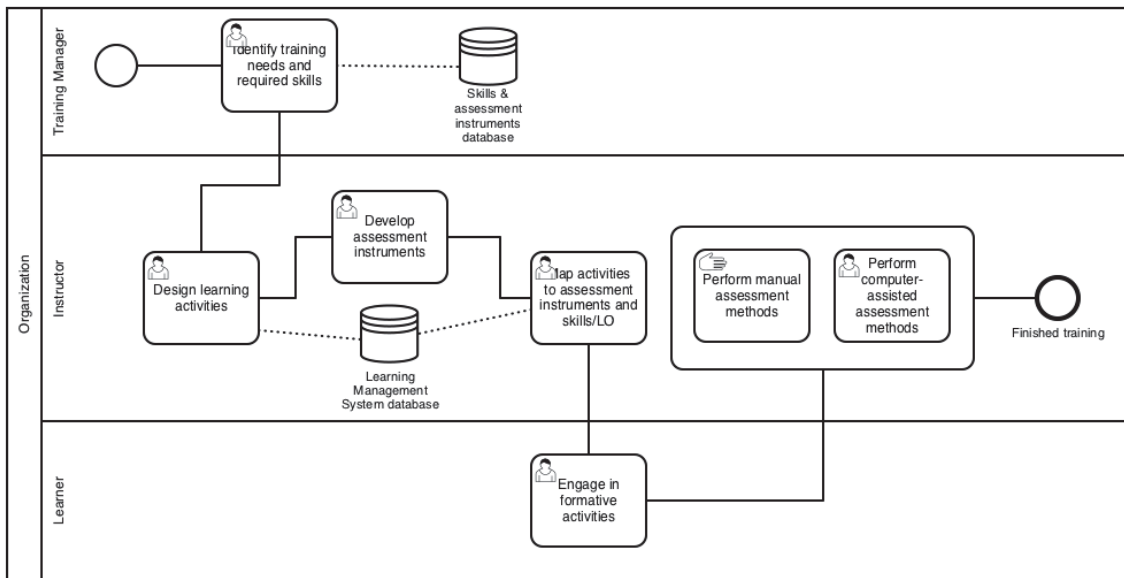 Organization
Training Manager
Identify training
needs and
required skills
Skills &
assessment
instruments
database
Instructor
Design learning
activities
Develop
assessment
instruments
Learning
Management
System database
Map activities
to assessment
instruments and
skills/LO
Perform manual
assessment
methods
Perform
computer-
assisted
assessment
methods
Finished training
Learner
Engage in
formative
activities